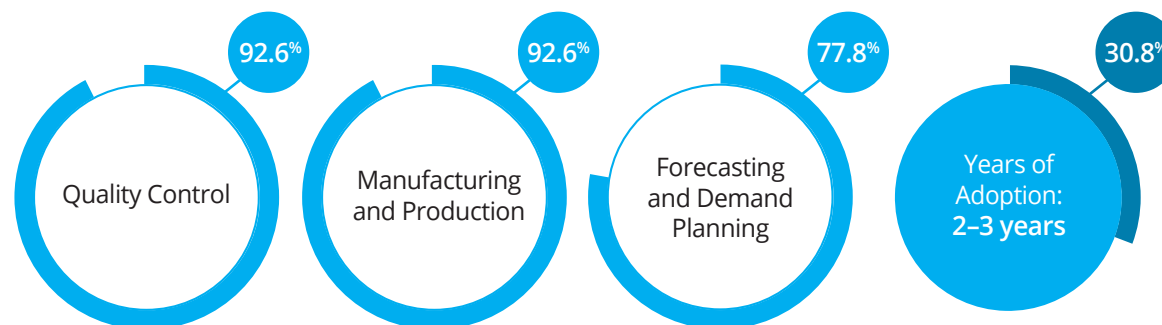 92.6%
Quality Control
92.6%
Manufacturing
and Production
77.8%
Forecasting
and Demand
Planning
30.8%
Years of
Adoption:
2–3 years